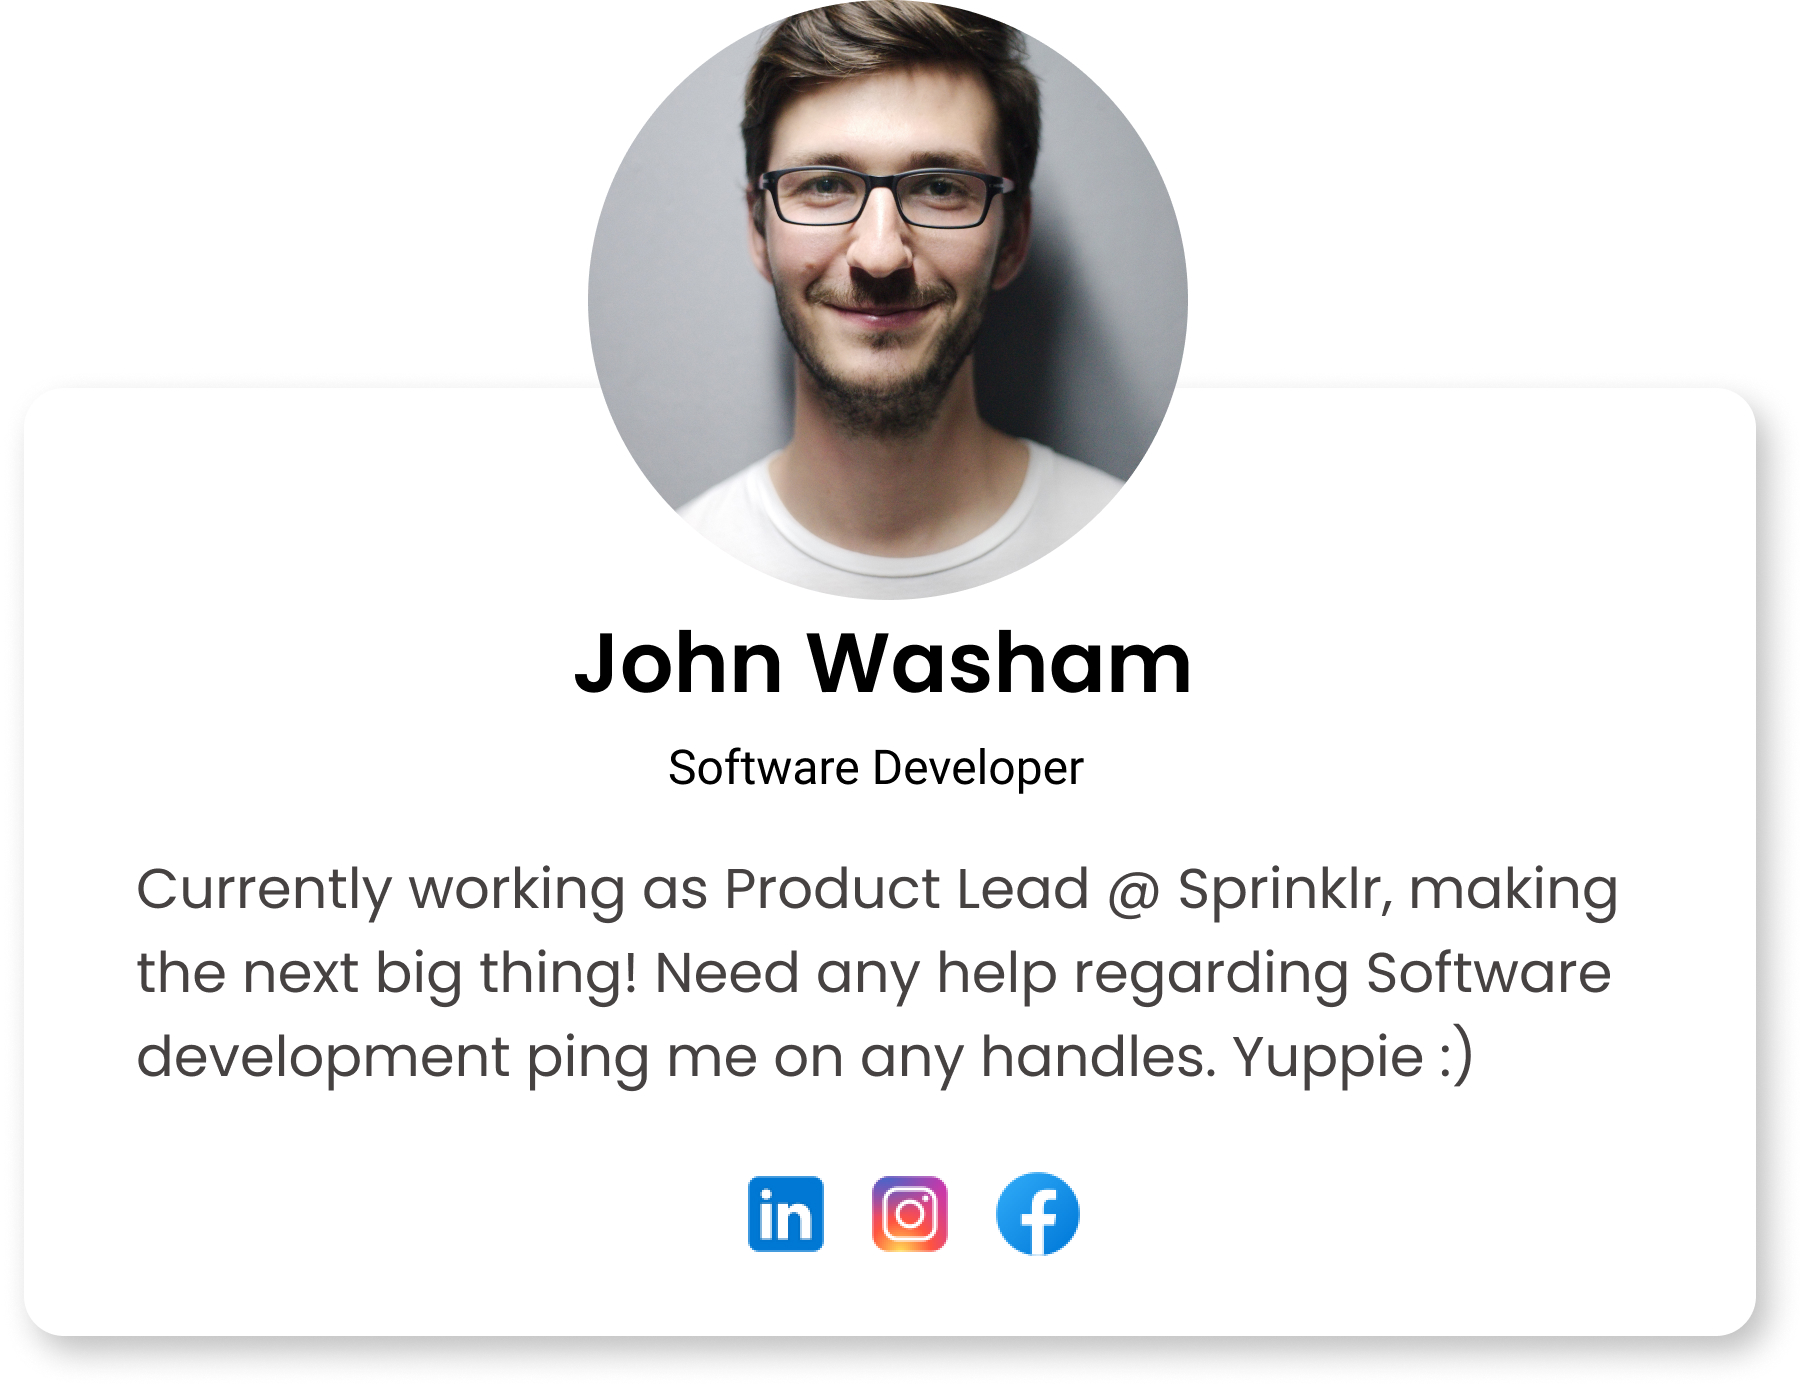 John Washam
Software Developer
Currently working as Product Lead @ Sprinklr, making
the next big thing! Need any help regarding Software
development ping me on any handles. Yuppie :)
in